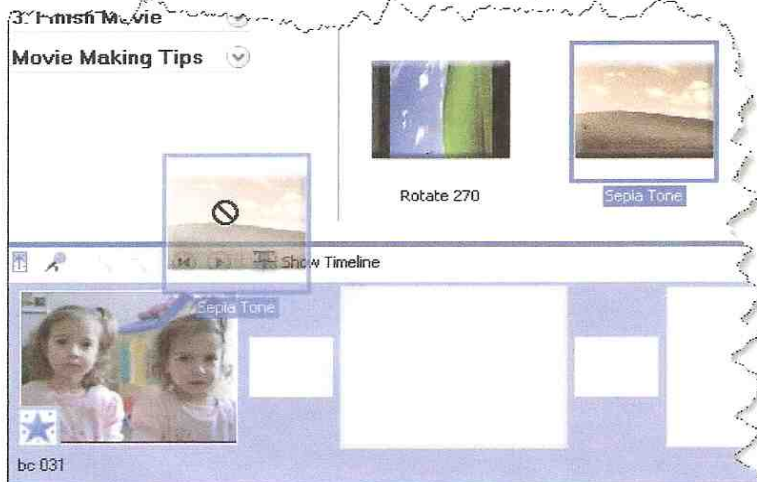 3. Finish Movie
Movie Making Tips
Rotate 270
Sepia Tone
Show Timeline
Sepia Tone
bc 031